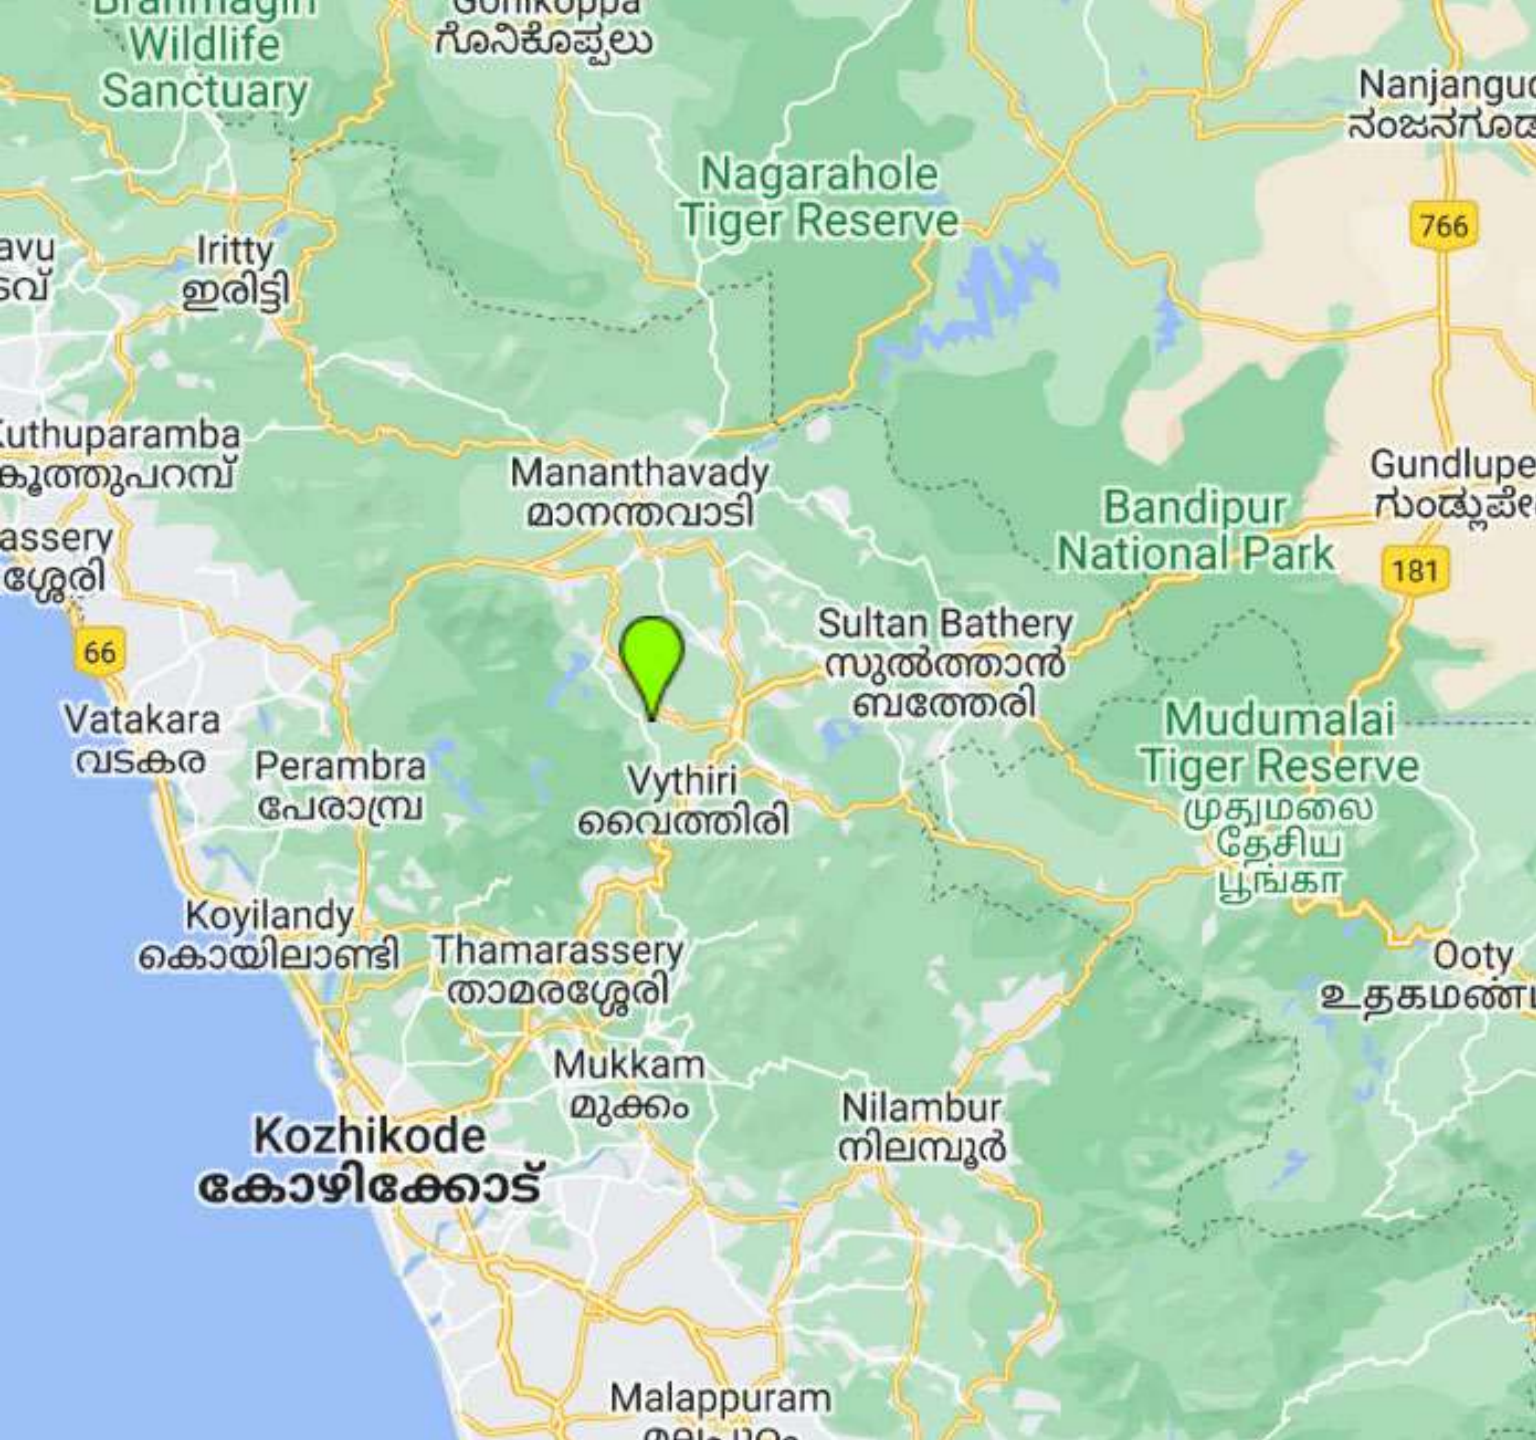 Wildlife
Sanctuary
ಗೊನಿಕೊಪ್ಪಲು
Nagarahole
Tiger Reserve
766
Iritty
ഇരിട്ടി
Mananthavady
മാനന്തവാടി
Bandipur
National Park
181
66
Sultan Bathery
സുൽത്താൻ
ബത്തേരി
Vatakara
വടകര
Perambra
പേരാമ്പ്ര
Vythiri
വൈത്തിരി
Mudumalai
Tiger Reserve
முதுமலை
தேசிய
பூங்கா
Koyilandy
കൊയിലാണ്ടി
Thamarassery
താമരശ്ശേരി
Ooty
Mukkam
മുക്കം
Nilambur
നിലമ്പൂർ
Kozhikode
കോഴിക്കോട്
Malappuram